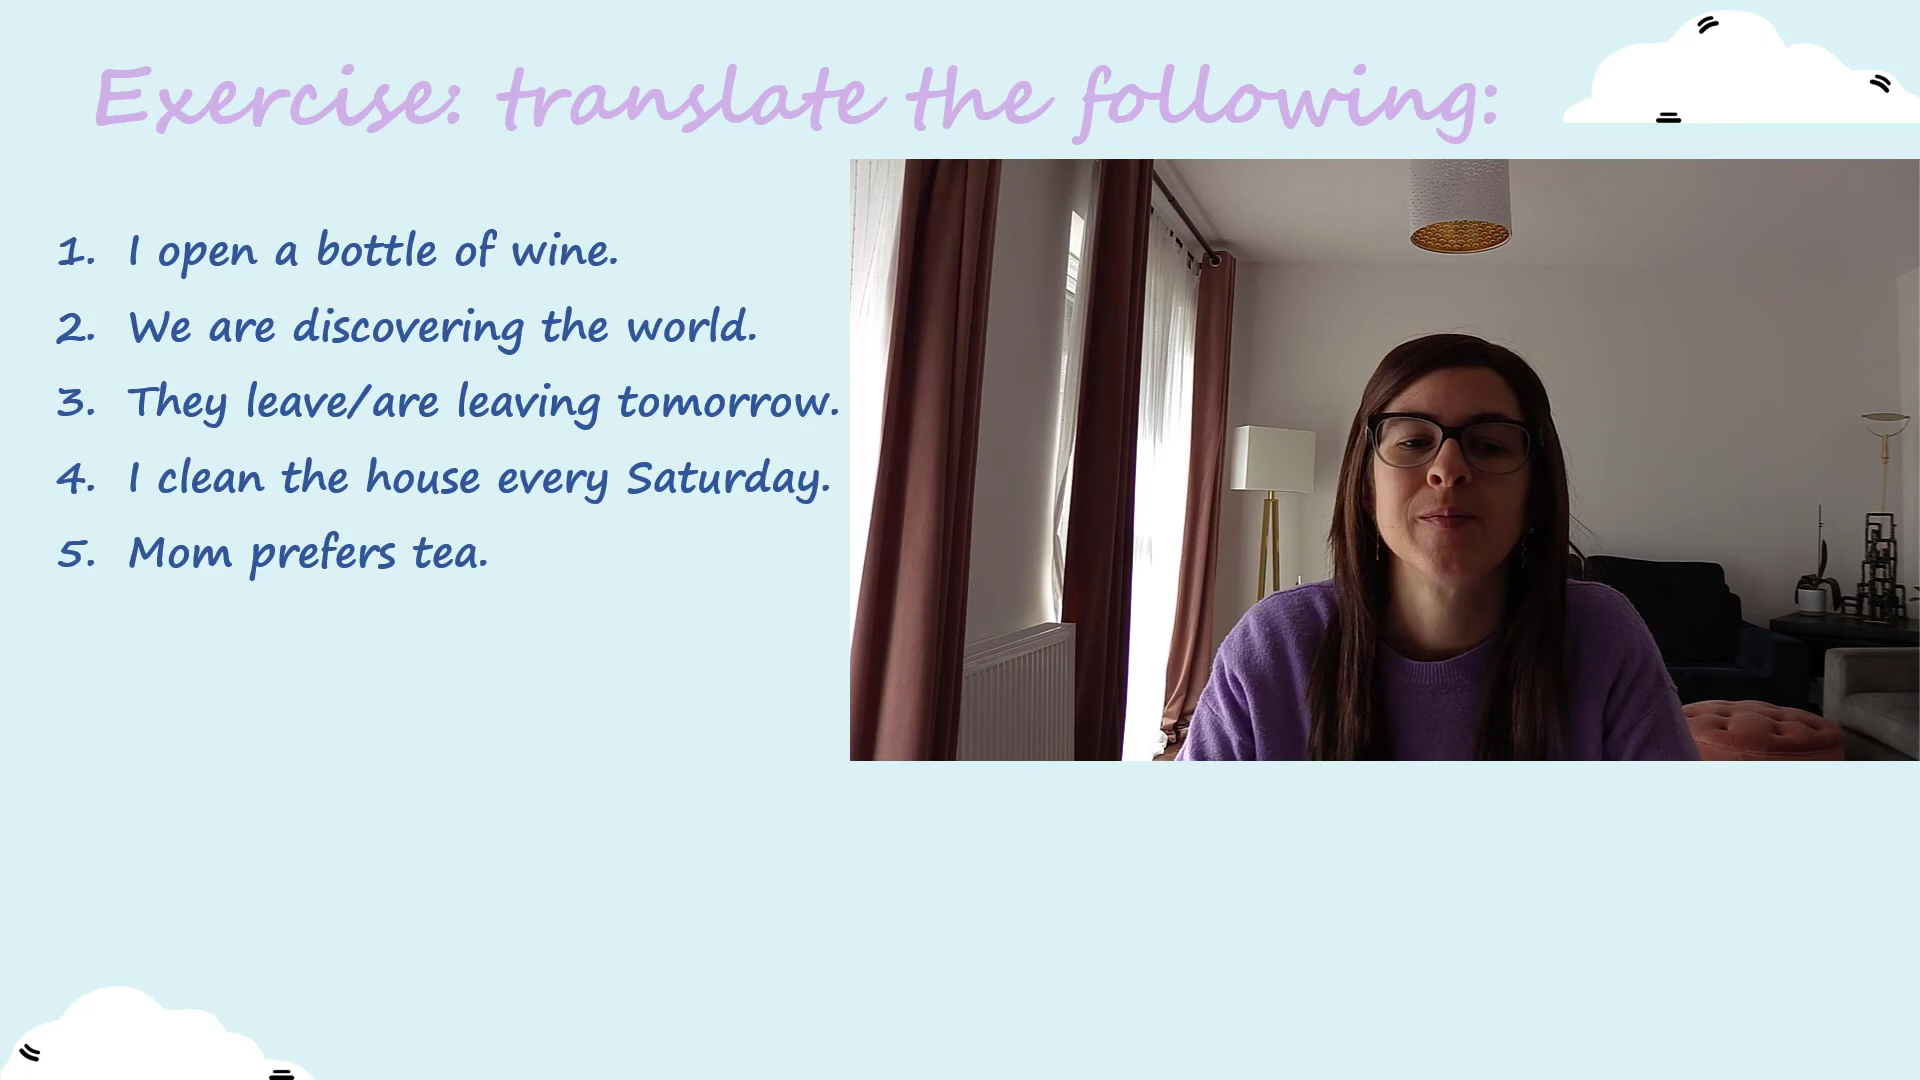 Exercise: translate the following:
1. I open a bottle of wine.
2. We are discovering the world.
3. They leave/are leaving tomorrow.
4. I clean the house every Saturday.
5. Mom prefers tea.